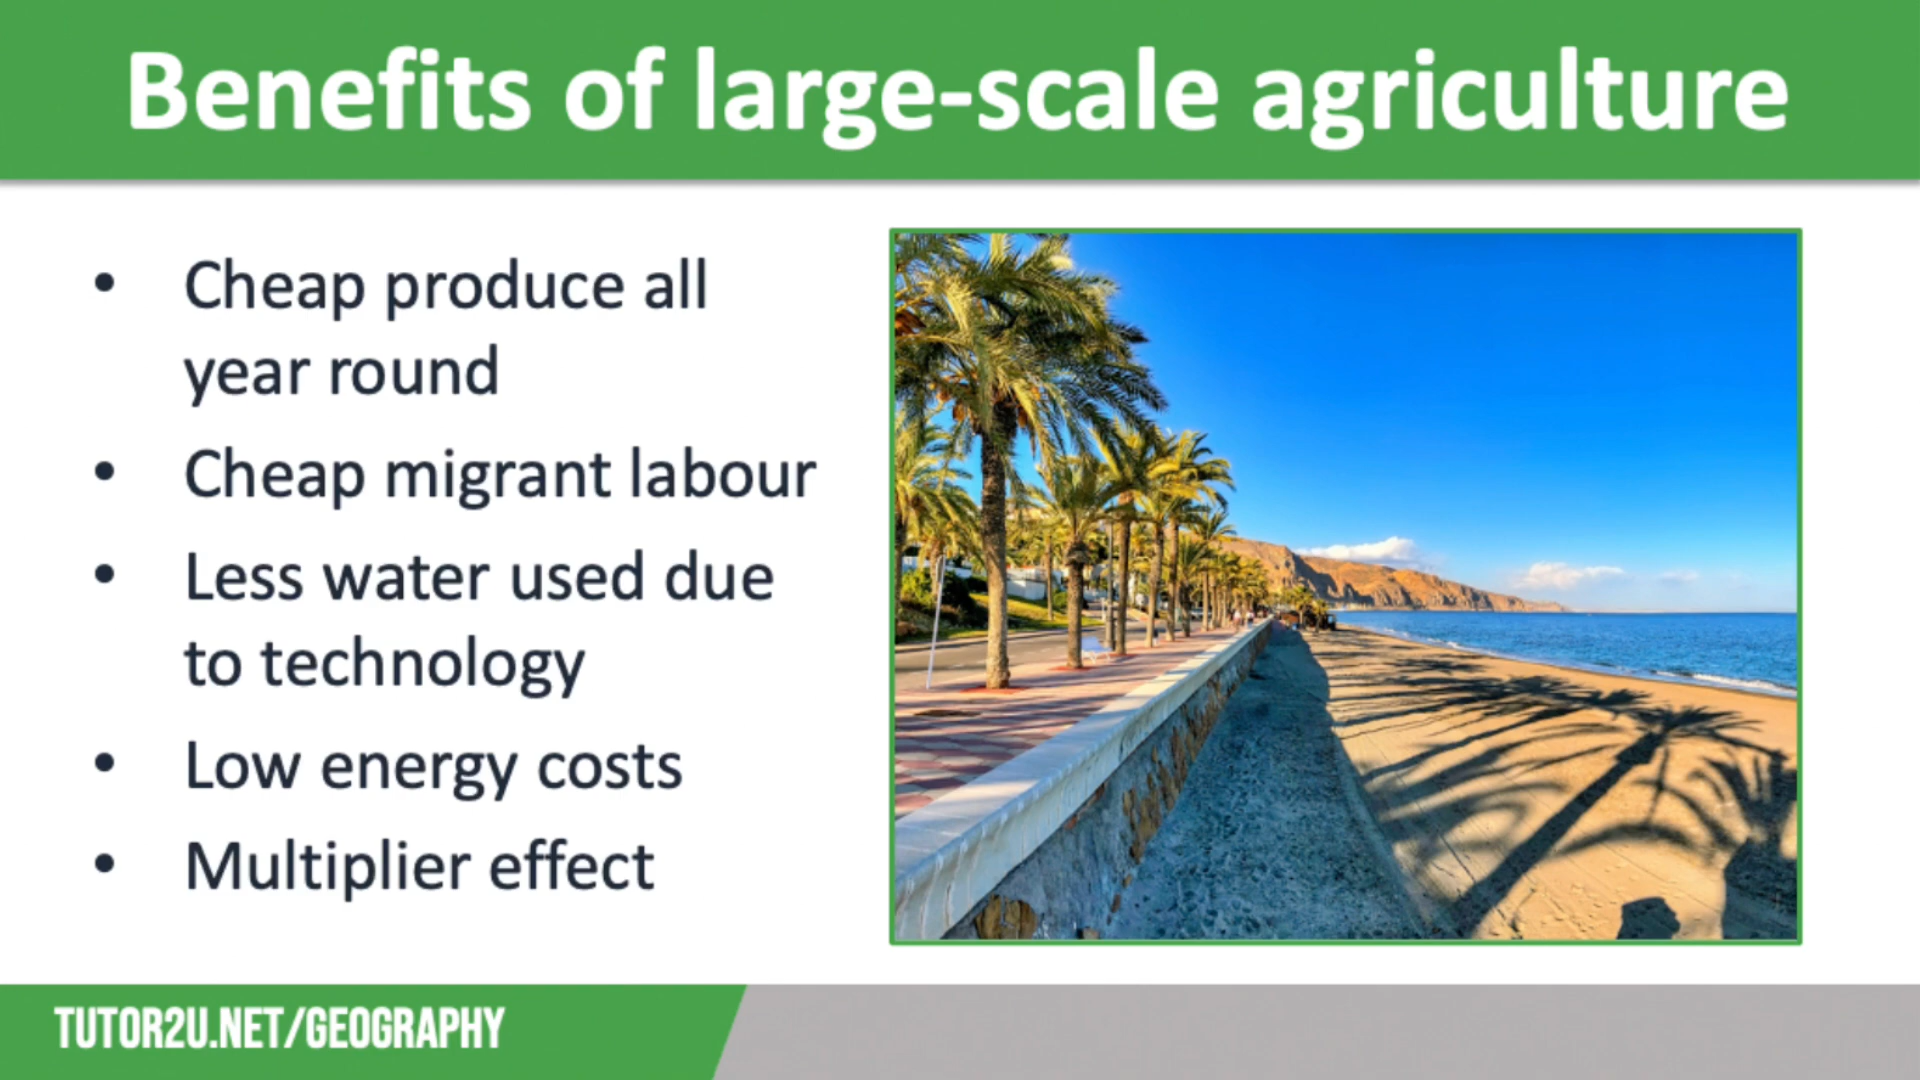 Benefits of large-scale agriculture
• Cheap produce all
year round
• Cheap migrant labour
• Less water used due
to technology
• Low energy costs
• Multiplier effect
TUTOR2U.NET/GEOGRAPHY